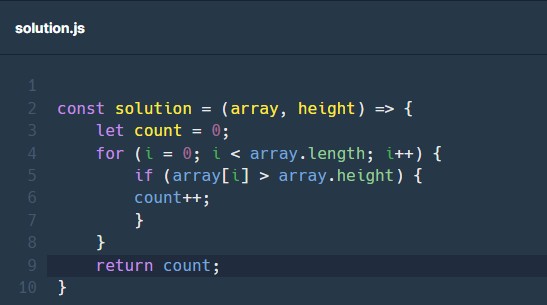 solution.js
1
2 const solution = (array, height) => {
3     let count = 0;
4     for (i = 0; i < array.length; i++) {
5         if (array[i] > array.height) {
6         count++;
7         }
8     }
9     return count;
10 }